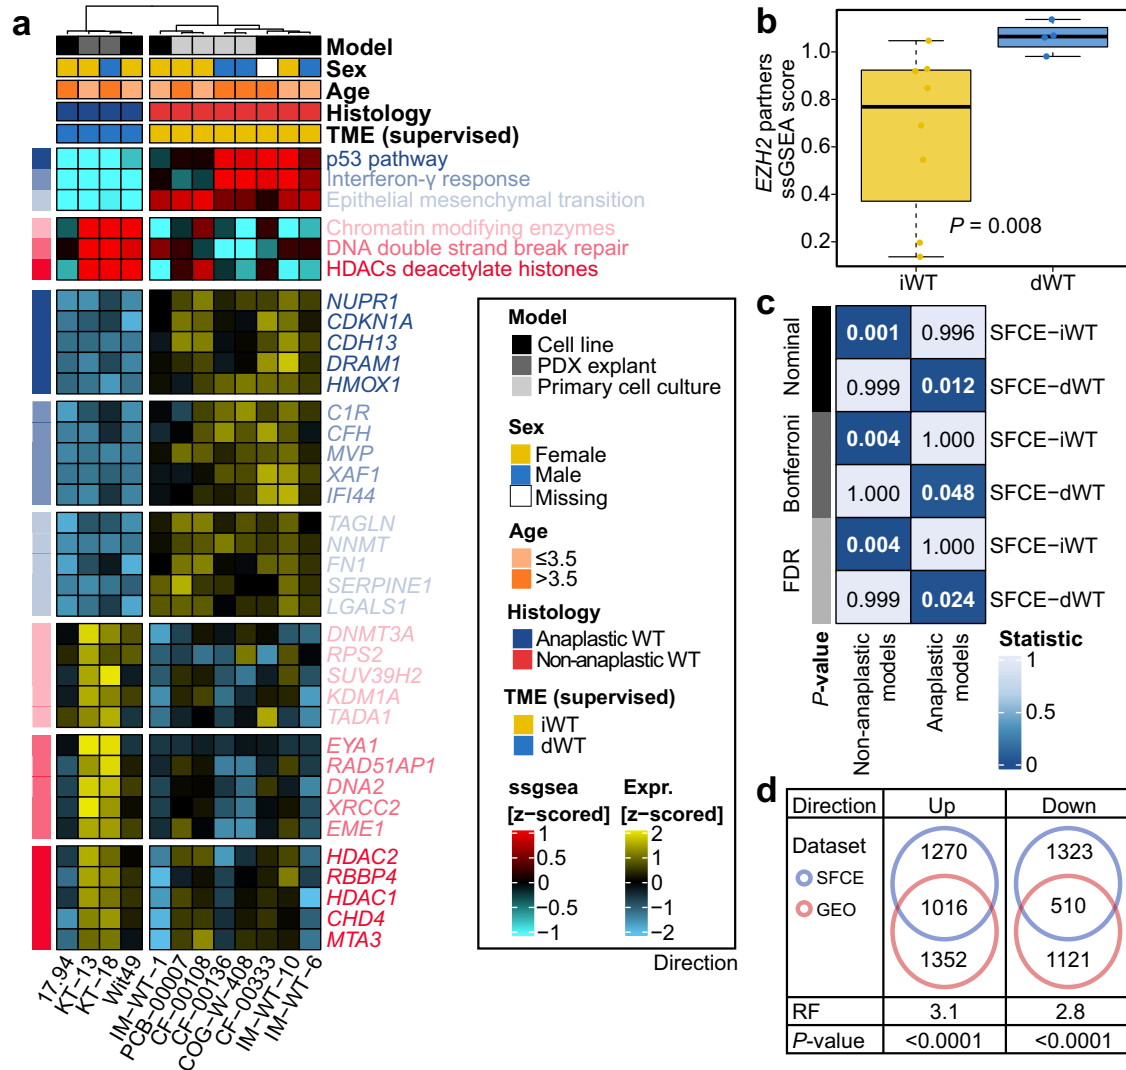 a
Model
Sex
Age
Histology
TME (supervised)
p53 pathway
Interferon-γ response
Epithelial mesenchymal transition
Chromatin modifying enzymes
DNA double strand break repair
HDACs deacetylate histones
NUPR1
CDKN1A
CDH13
DRAM1
HMOX1
C1R
CFH
MVP
XAF1
IFI44
TAGLN
NNMT
FN1
SERPINE1
LGALS1
DNMT3A
RPS2
SUV39H2
KDM1A
TADA1
EYA1
RAD51AP1
DNA2
XRCC2
EME1
HDAC2
RBBP4
HDAC1
CHD4
MTA3
17.94
KT-13
KT-18
Wit49
IM-WT-1
PCB-00007
CF-00108
CF-00136
COG-W-408
CF-00333
IM-WT-10
IM-WT-6
Model
Cell line
PDX explant
Primary cell culture
Sex
Female
Male
Missing
Age
≤3.5
>3.5
Histology
Anaplastic WT
Non-anaplastic WT
TME (supervised)
iWT
dWT
ssgsea Expr.
[z-scored] [z-scored]
1 2
0.5 1
0 0
-0.5 -1
-1 -2
Direction
b
EZH2 partners
ssGSEA score
1.0
0.8
0.6
0.4
0.2
P = 0.008
iWT dWT
c
Nominal
Bonferroni
FDR
P-value
0.001 0.996 SFCE-iWT
0.999 0.012 SFCE-dWT
0.004 1.000 SFCE-iWT
1.000 0.048 SFCE-dWT
0.004 1.000 SFCE-iWT
0.999 0.024 SFCE-dWT
Non-anaplastic
models
Anaplastic
models
Statistic
1
0.5
0
d
Direction Up Down
Dataset
SFCE
GEO
1270 1323
1016 510
1352 1121
RF 3.1 2.8
P-value <0.0001 <0.0001